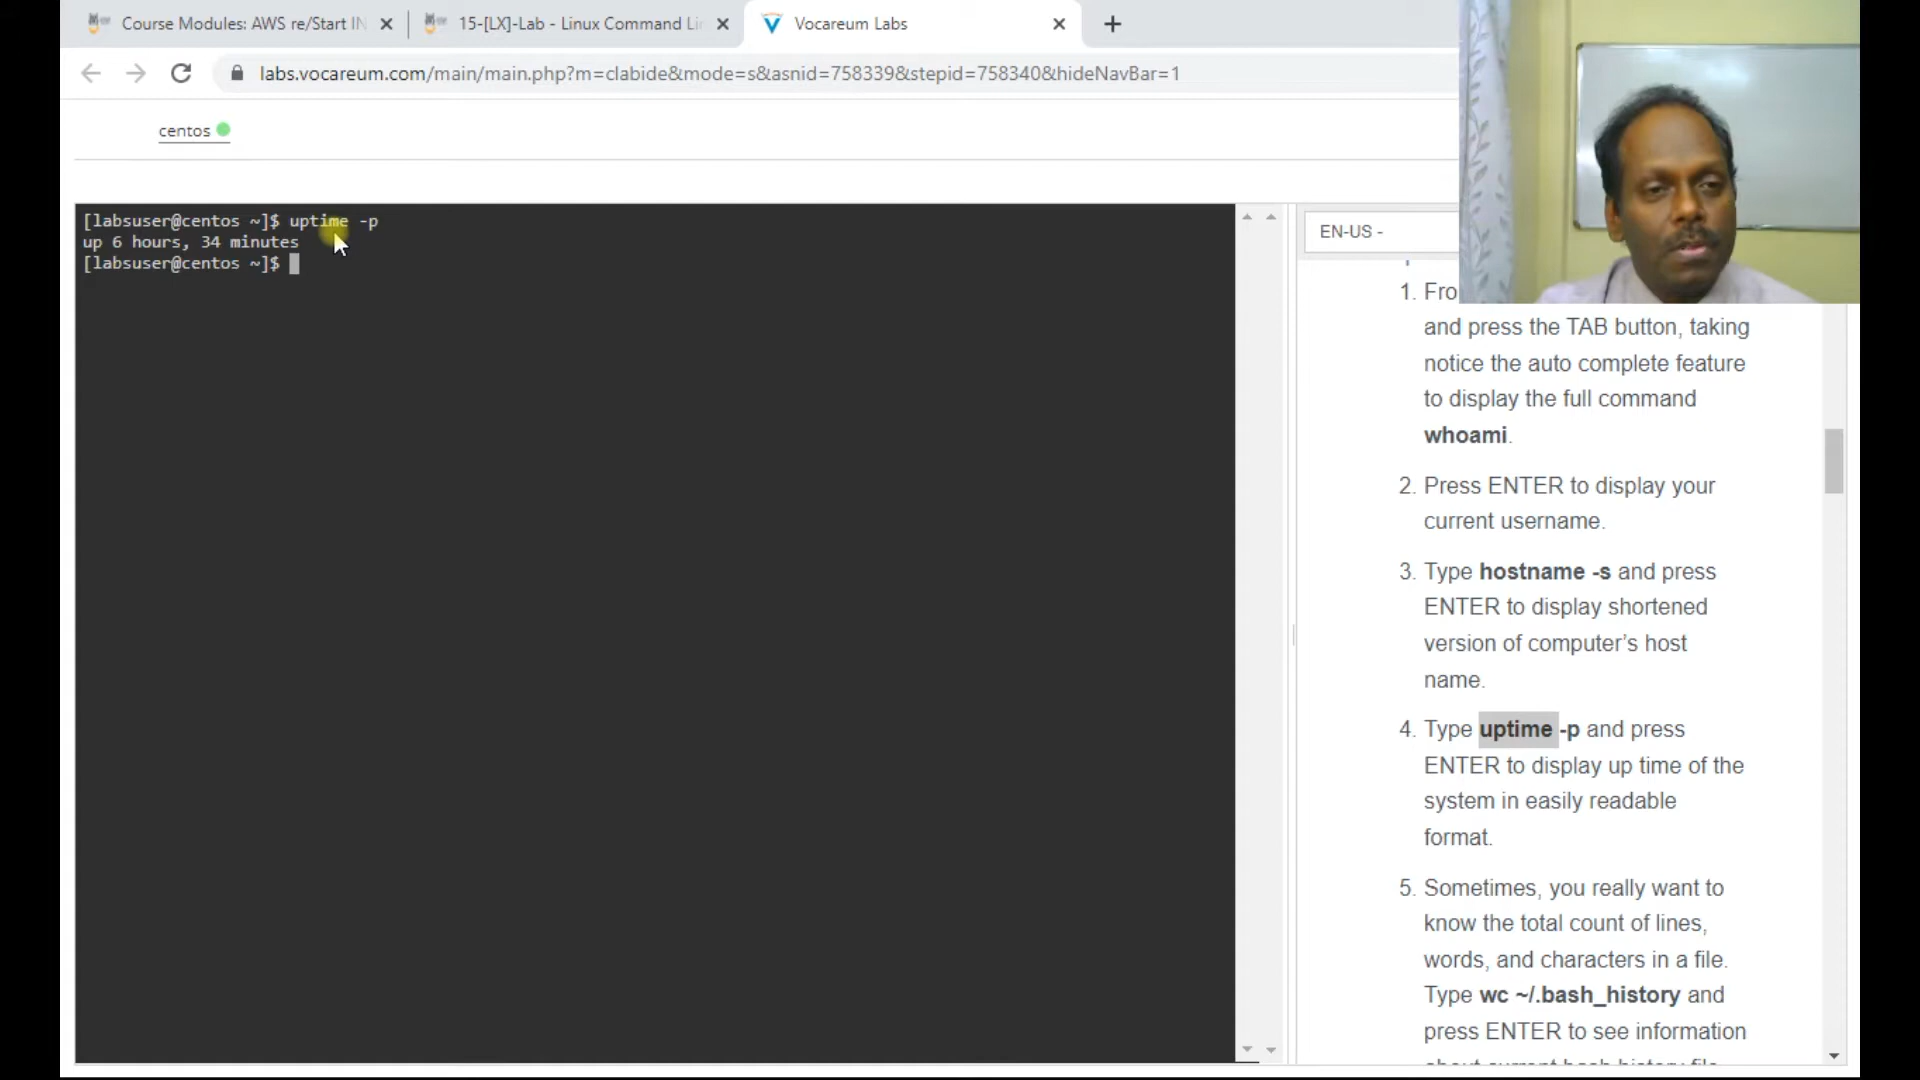 Course Modules: AWS re/Start IN
15-[LX]-Lab - Linux Command Li
Vocareum Labs
labs.vocareum.com/main/main.php?m=clabide&mode=s&asnid=758339&stepid=758340&hideNavBar=1
centos
[labsuser@centos ~]$ uptime -p
up 6 hours, 34 minutes
[labsuser@centos ~]$
EN-US -
1. Fro
and press the TAB button, taking
notice the auto complete feature
to display the full command
whoami.
2. Press ENTER to display your
current username.
3. Type hostname -s and press
ENTER to display shortened
version of computer’s host
name.
4. Type uptime -p and press
ENTER to display up time of the
system in easily readable
format.
5. Sometimes, you really want to
know the total count of lines,
words, and characters in a file.
Type wc ~/.bash_history and
press ENTER to see information
about current bash history file